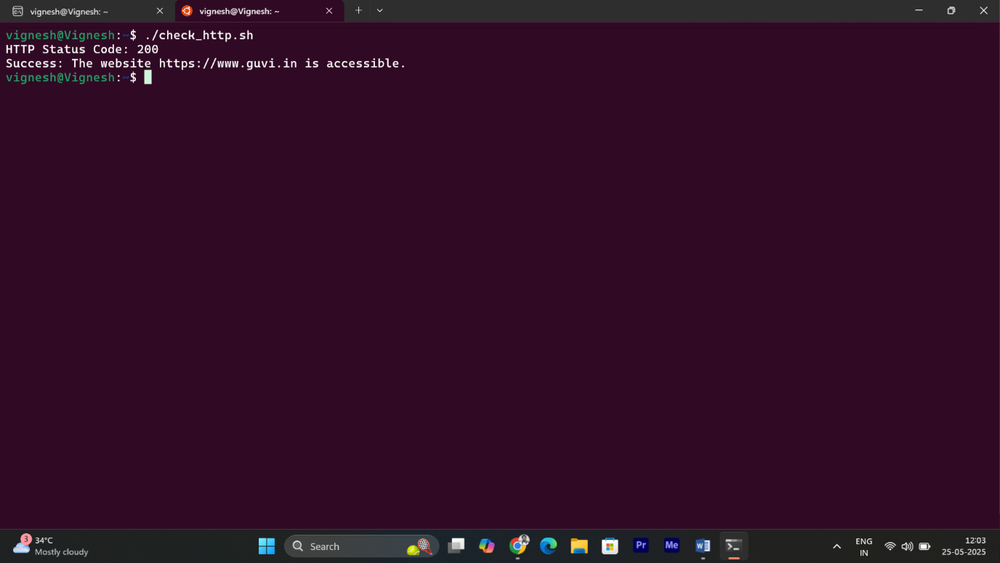 vignesh@Vignesh: ~
vignesh@Vignesh: ~
vignesh@Vignesh:~$ ./check_http.sh
HTTP Status Code: 200
Success: The website https://www.guvi.in is accessible.
vignesh@Vignesh:~$
3
34°C
Mostly cloudy
Search
Pr
Me
W
ENG
IN
12:03
25-05-2025